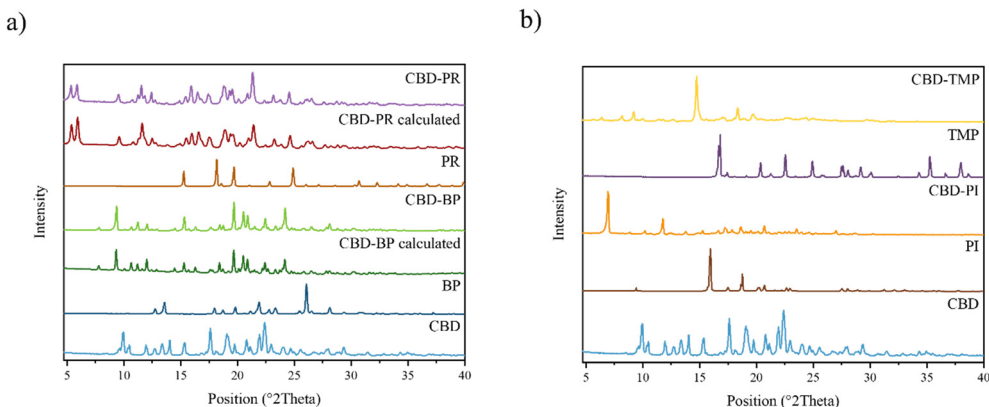 a)
CBD-PR
CBD-PR calculated
PR
CBD-BP
CBD-BP calculated
BP
CBD
Intensity
5 10 15 20 25 30 35 40
Position (°2Theta)
b)
CBD-TMP
TMP
CBD-PI
PI
CBD
Intensity
5 10 15 20 25 30 35 40
Position (°2Theta)